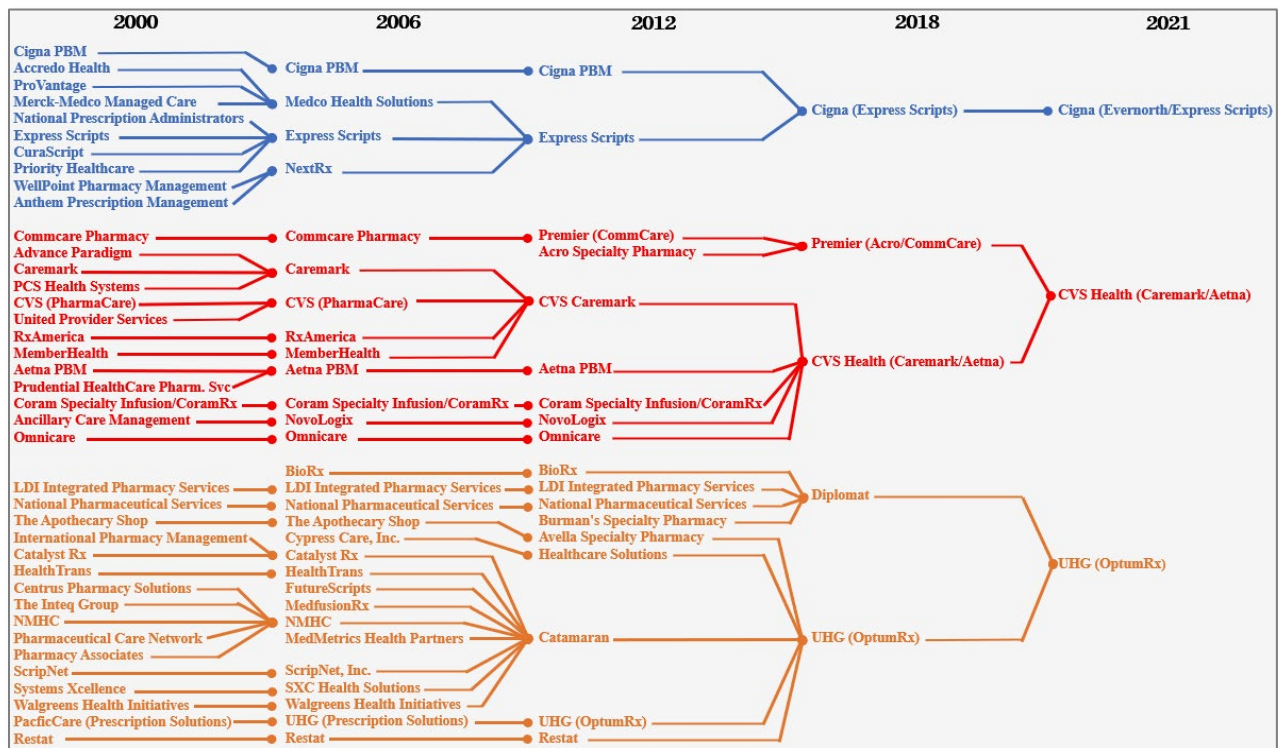 2000 2006 2012 2018 2021
Cigna PBM
Accredo Health
ProVantage
Merck-Medco Managed Care
National Prescription Administrators
Express Scripts
CuraScript
Priority Healthcare
WellPoint Pharmacy Management
Anthem Prescription Management
Cigna PBM
Medco Health Solutions
Express Scripts
NextRx
Cigna PBM
Express Scripts
Cigna (Express Scripts)
Cigna (Evernorth/Express Scripts)
Commcare Pharmacy
Advance Paradigm
Caremark
PCS Health Systems
CVS (PharmaCare)
United Provider Services
RxAmerica
MemberHealth
Aetna PBM
Prudential HealthCare Pharm. Svc
Coram Specialty Infusion/CoramRx
Ancillary Care Management
Omnicare
Commcare Pharmacy
Caremark
CVS (PharmaCare)
RxAmerica
MemberHealth
Aetna PBM
Coram Specialty Infusion/CoramRx
NovoLogix
Omnicare
Premier (CommCare)
Acro Specialty Pharmacy
CVS Caremark
Aetna PBM
Coram Specialty Infusion/CoramRx
NovoLogix
Omnicare
Premier (Acro/CommCare)
CVS Health (Caremark/Aetna)
CVS Health (Caremark/Aetna)
LDI Integrated Pharmacy Services
National Pharmaceutical Services
The Apothecary Shop
International Pharmacy Management
Catalyst Rx
HealthTrans
Centrus Pharmacy Solutions
The Inteq Group
NMHC
Pharmaceutical Care Network
Pharmacy Associates
ScripNet
Systems Xcellence
Walgreens Health Initiatives
PacficCare (Prescription Solutions)
Restat
BioRx
LDI Integrated Pharmacy Services
National Pharmaceutical Services
The Apothecary Shop
Cypress Care, Inc.
Catalyst Rx
HealthTrans
FutureScripts
MedfusionRx
NMHC
MedMetrics Health Partners
ScripNet, Inc.
SXC Health Solutions
Walgreens Health Initiatives
UHG (Prescription Solutions)
Restat
BioRx
LDI Integrated Pharmacy Services
National Pharmaceutical Services
Burman's Specialty Pharmacy
Avella Specialty Pharmacy
Healthcare Solutions
Catamaran
UHG (OptumRx)
Restat
Diplomat
UHG (OptumRx)
UHG (OptumRx)